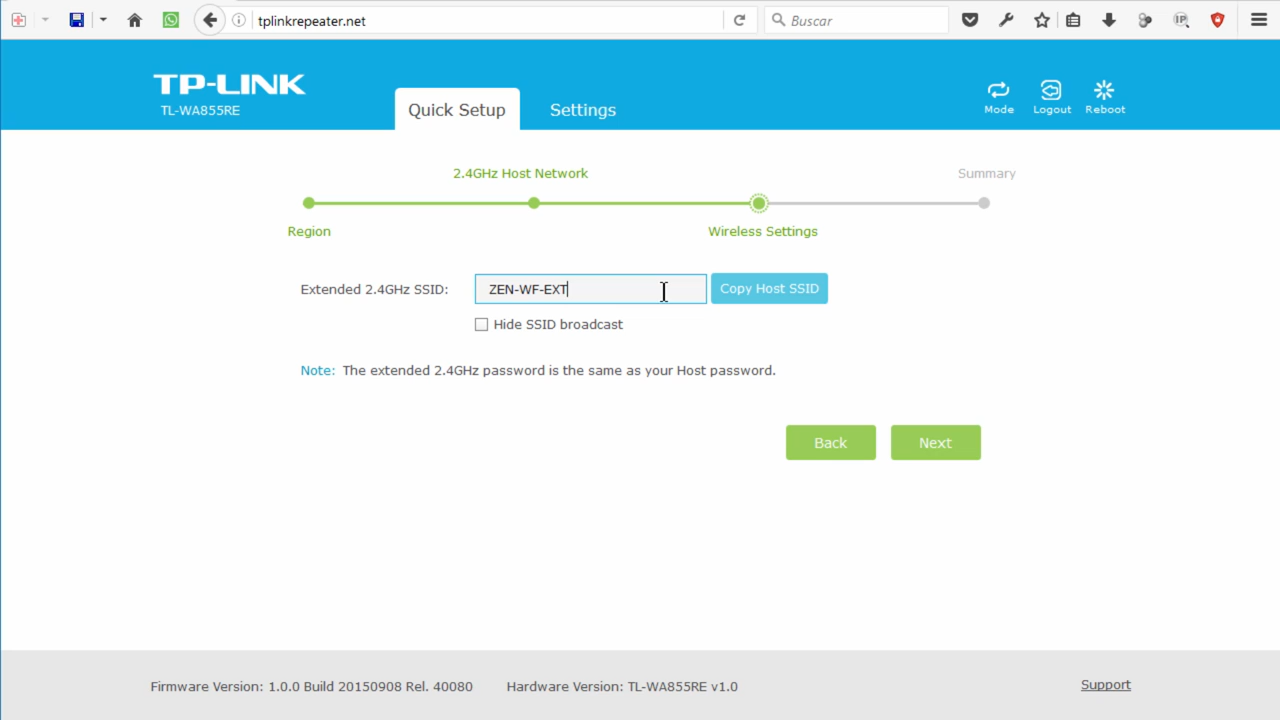 tplinkrepeater.net
Buscar
IP
TP-LINK
TL-WA855RE
Quick Setup
Settings
Mode
Logout
Reboot
2.4GHz Host Network
Summary
Region
Wireless Settings
Extended 2.4GHz SSID:
ZEN-WF-EXT
Copy Host SSID
Hide SSID broadcast
Note: The extended 2.4GHz password is the same as your Host password.
Back
Next
Firmware Version: 1.0.0 Build 20150908 Rel. 40080
Hardware Version: TL-WA855RE v1.0
Support